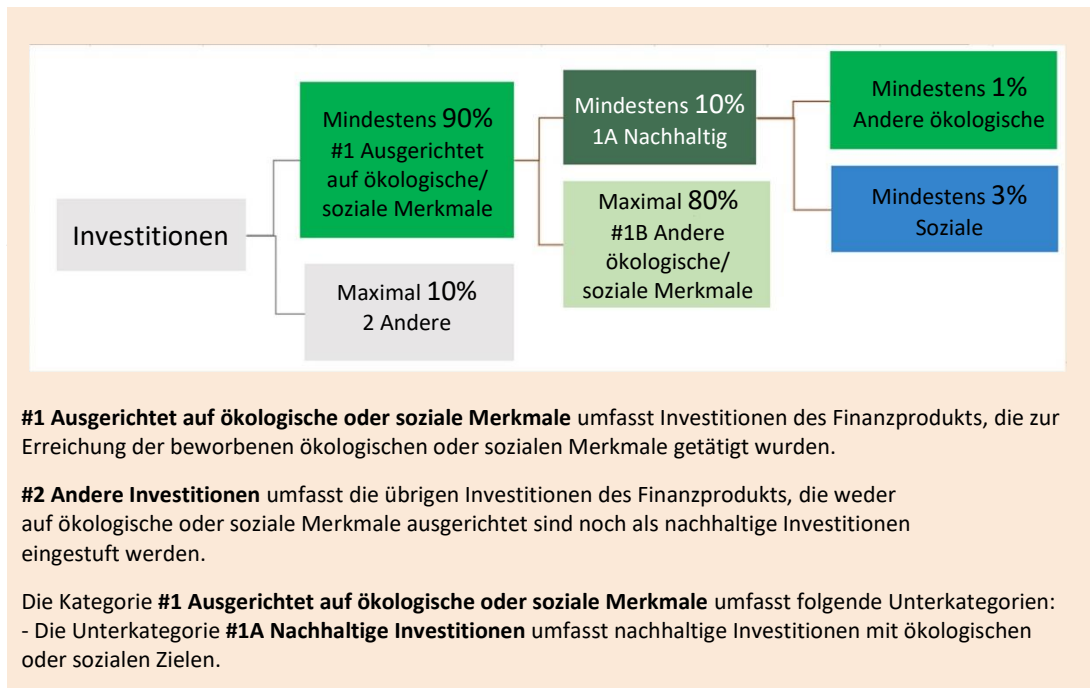 Investitionen
Mindestens 90%
#1 Ausgerichtet
auf ökologische/
soziale Merkmale
Maximal 10%
2 Andere
Mindestens 10%
1A Nachhaltig
Maximal 80%
#1B Andere
ökologische/
soziale Merkmale
Mindestens 1%
Andere ökologische
Mindestens 3%
Soziale
#1 Ausgerichtet auf ökologische oder soziale Merkmale umfasst Investitionen des Finanzprodukts, die zur
Erreichung der beworbenen ökologischen oder sozialen Merkmale getätigt wurden.
#2 Andere Investitionen umfasst die übrigen Investitionen des Finanzprodukts, die weder
auf ökologische oder soziale Merkmale ausgerichtet sind noch als nachhaltige Investitionen
eingestuft werden.
Die Kategorie #1 Ausgerichtet auf ökologische oder soziale Merkmale umfasst folgende Unterkategorien:
- Die Unterkategorie #1A Nachhaltige Investitionen umfasst nachhaltige Investitionen mit ökologischen
oder sozialen Zielen.